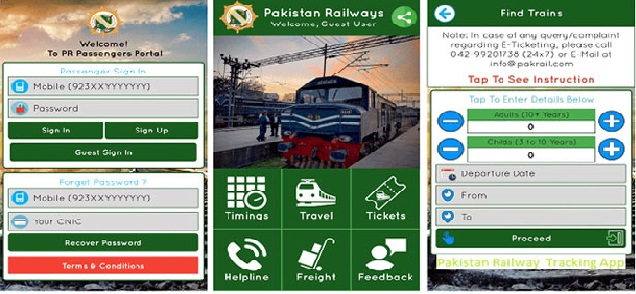 Welcome!
To PR Passengers Portal
Passenger Sign In
Mobile (923XXYYYYYYY)
Password
Sign In
Sign Up
Guest Sign In
Forget Password ?
Mobile (923XXYYYYYYY)
Your CNIC
Recover Password
Terms & Conditions
Pakistan Railways
Welcome, Guest User
Timings
Travel
Tickets
Helpline
Freight
Feedback
Find Trains
Note: In case of any query/complaint
regarding E-Ticketing, please call
042 99201738 (24x7) or E-Mail at
info@pakrail.com
Tap To See Instruction
Tap To Enter Details Below
Adults (10+ Years)
0
Childs (3 to 10 Years)
0
Departure Date
From
To
Proceed
Pakistan Railway Tracking App